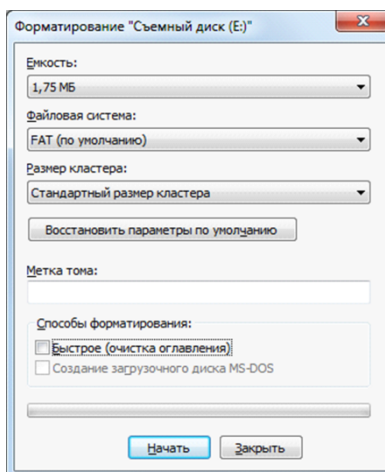 Форматирование "Съемный диск (E:)"
Емкость:
1,75 МБ
Файловая система:
FAT (по умолчанию)
Размер кластера:
Стандартный размер кластера
Восстановить параметры по умолчанию
Метка тома:
Способы форматирования:
Быстрое (очистка оглавления)
Создание загрузочного диска MS-DOS
Начать
Закрыть